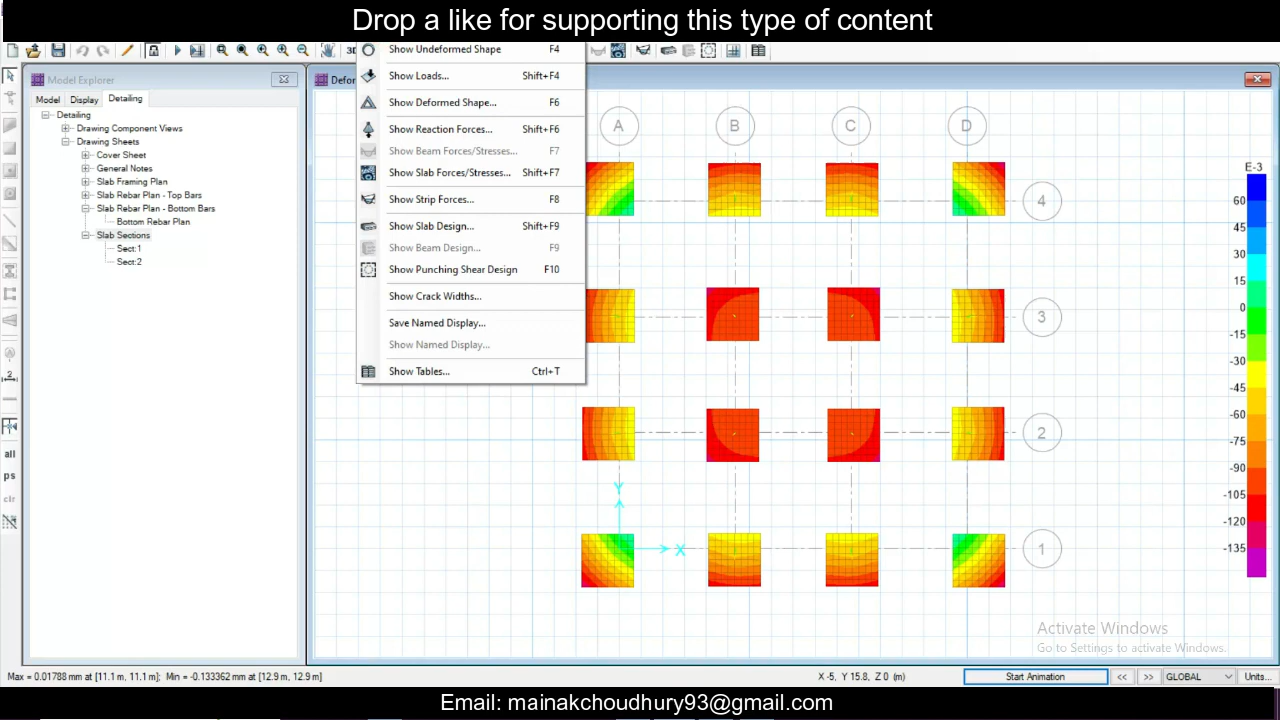 Drop a like for supporting this type of content
3D
Model Explorer
Model Display Detailing
Detailing
Drawing Component Views
Drawing Sheets
Cover Sheet
General Notes
Slab Framing Plan
Slab Rebar Plan - Top Bars
Slab Rebar Plan - Bottom Bars
Bottom Rebar Plan
Slab Sections
Sect:1
Sect:2
all
ps
clr
Show Undeformed Shape F4
Show Loads... Shift+F4
Show Deformed Shape... F6
Show Reaction Forces... Shift+F6
Show Beam Forces/Stresses... F7
Show Slab Forces/Stresses... Shift+F7
Show Strip Forces... F8
Show Slab Design... Shift+F9
Show Beam Design... F9
Show Punching Shear Design F10
Show Crack Widths...
Save Named Display...
Show Named Display...
Show Tables... Ctrl+T
A B C D
4
3
2
1
Y
X
E-3
60
45
30
15
0
-15
-30
-45
-60
-75
-90
-105
-120
-135
Activate Windows
Go to Settings to activate Windows.
Max = 0.01788 mm at [11.1 m, 11.1 m]; Min = -0.133362 mm at [12.9 m, 12.9 m]
X -5, Y 15.8, Z 0 (m)
Start Animation
<< >> GLOBAL Units...
Email: mainakchoudhury93@gmail.com